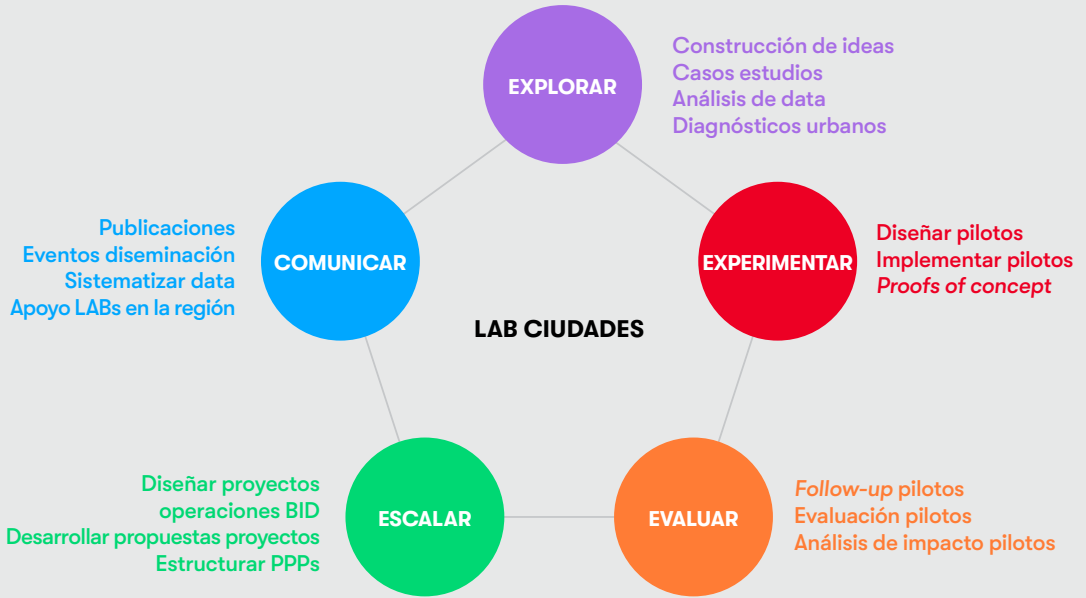 EXPLORAR
Construcción de ideas
Casos estudios
Análisis de data
Diagnósticos urbanos
EXPERIMENTAR
Diseñar pilotos
Implementar pilotos
Proofs of concept
EVALUAR
Follow-up pilotos
Evaluación pilotos
Análisis de impacto pilotos
ESCALAR
Diseñar proyectos
operaciones BID
Desarrollar propuestas proyectos
Estructurar PPPs
COMUNICAR
Publicaciones
Eventos diseminación
Sistematizar data
Apoyo LABs en la región
LAB CIUDADES